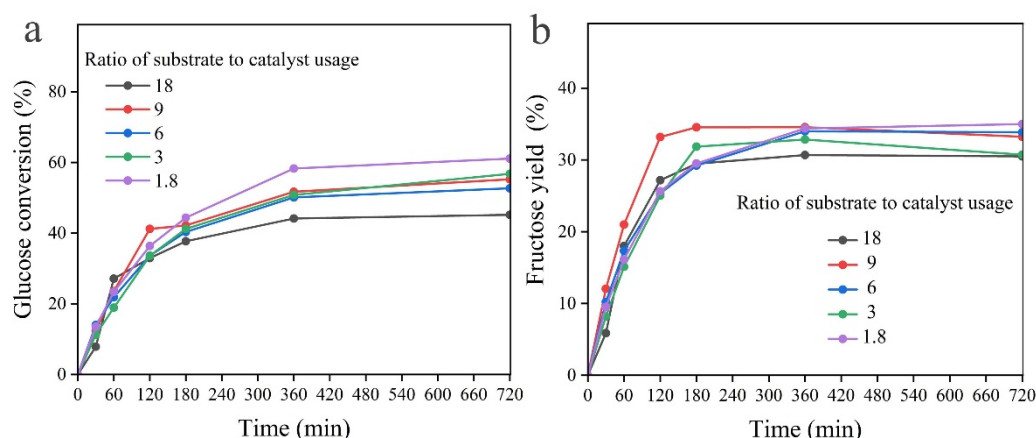 a
Ratio of substrate to catalyst usage
18
9
6
3
1.8
Glucose conversion (%)
80
60
40
20
0
0 60 120 180 240 300 360 420 480 540 600 660 720
Time (min)
b
Ratio of substrate to catalyst usage
18
9
6
3
1.8
Fructose yield (%)
40
30
20
10
0
0 60 120 180 240 300 360 420 480 540 600 660 720
Time (min)